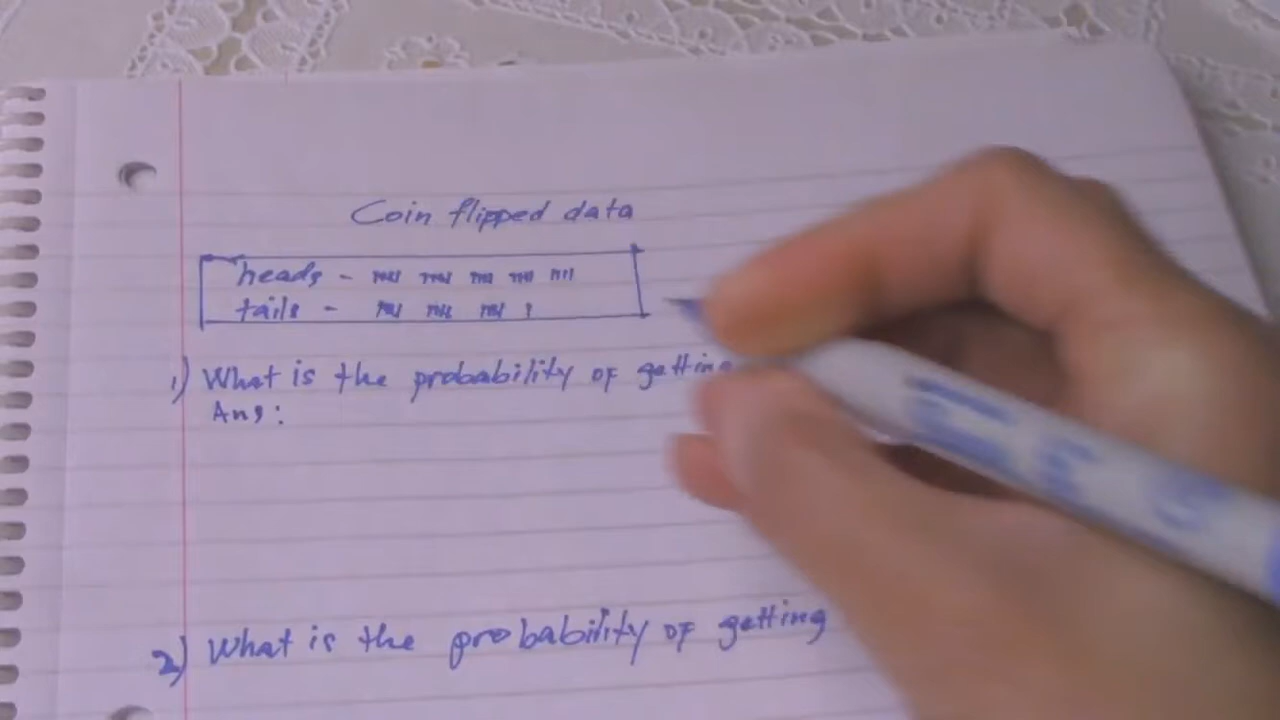 Coin flipped data
heads - 𝍸 𝍸 𝍸 𝍸 IIII
tails - 𝍸 𝍸 𝍸 I
1) What is the probability of getting
Ans:
2) What is the probability of getting